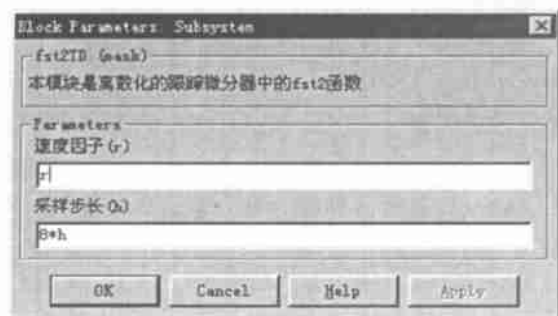 Block Parameters: Subsystem
fst2TD (mask)
本模块是离散化的跟踪微分器中的fst2函数
Parameters
速度因子(r)
r
采样步长(h)
8*h
OK
Cancel
Help
Apply